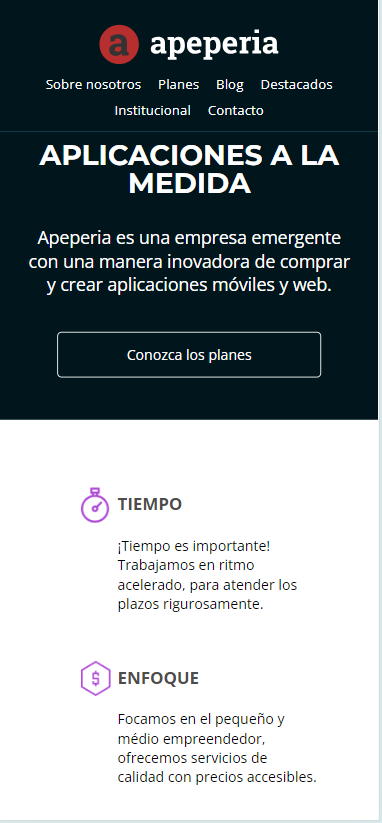 a apeperia
Sobre nosotros Planes Blog Destacados
Institucional Contacto
APLICACIONES A LA
MEDIDA
Apeperia es una empresa emergente
con una manera inovadora de comprar
y crear aplicaciones móviles y web.
Conozca los planes
TIEMPO
¡Tiempo es importante!
Trabajamos en ritmo
acelerado, para atender los
plazos rigurosamente.
$ ENFOQUE
Focamos en el pequeño y
médio empreendedor,
ofrecemos servicios de
calidad con precios accesibles.